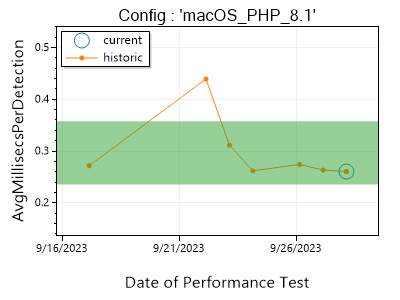 Config : 'macOS_PHP_8.1'
current
historic
AvgMillisecsPerDetection
0.5
0.4
0.3
0.2
9/16/2023
9/21/2023
9/26/2023
Date of Performance Test